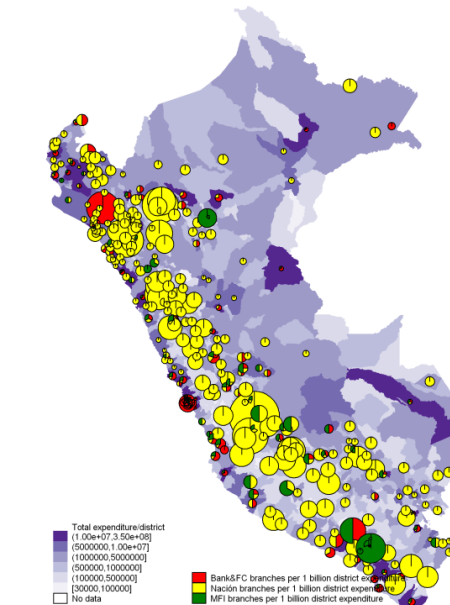 Total expenditure/district
(1.00e+07,3.50e+08]
(5000000,1.00e+07]
(1000000,5000000]
(500000,1000000]
(100000,500000]
[30000,100000]
No data
Bank&FC branches per 1 billion district expenditure
Nación branches per 1 billion district expenditure
MFI branches per 1 billion district expenditure